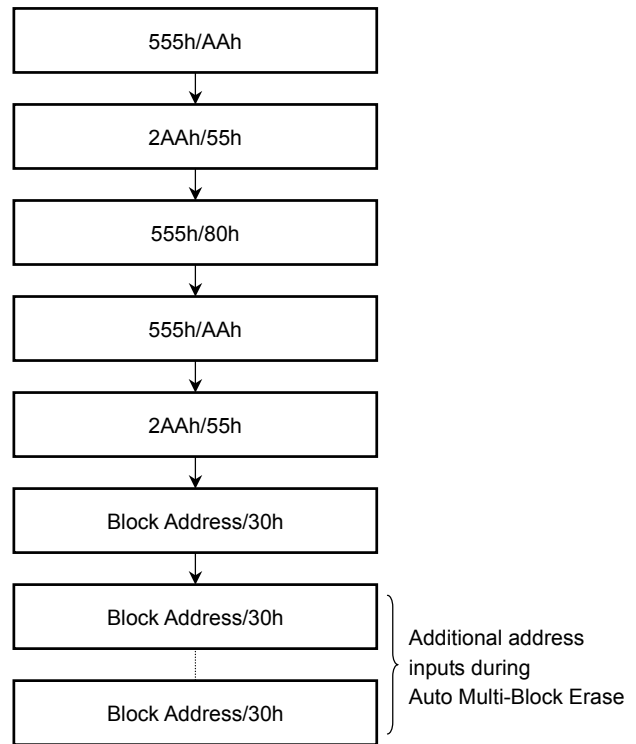 555h/AAh
2AAh/55h
555h/80h
555h/AAh
2AAh/55h
Block Address/30h
Block Address/30h
Block Address/30h
Additional address
inputs during
Auto Multi-Block Erase